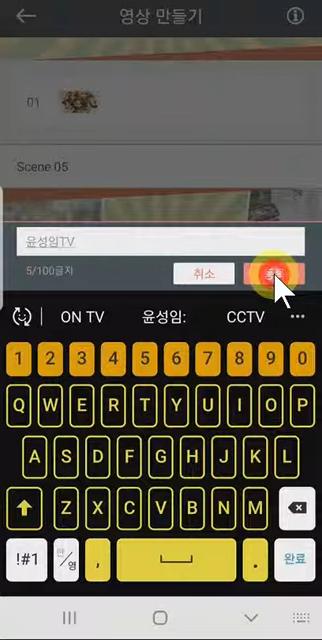 영상 만들기
01
Scene 05
윤성임TV
5/100글자
취소
ON TV 윤성임: CCTV
1 2 3 4 5 6 7 8 9 0
Q W E R T Y U I O P
A S D F G H J K L
Z X C V B N M
!#1 한/영 , . 완료